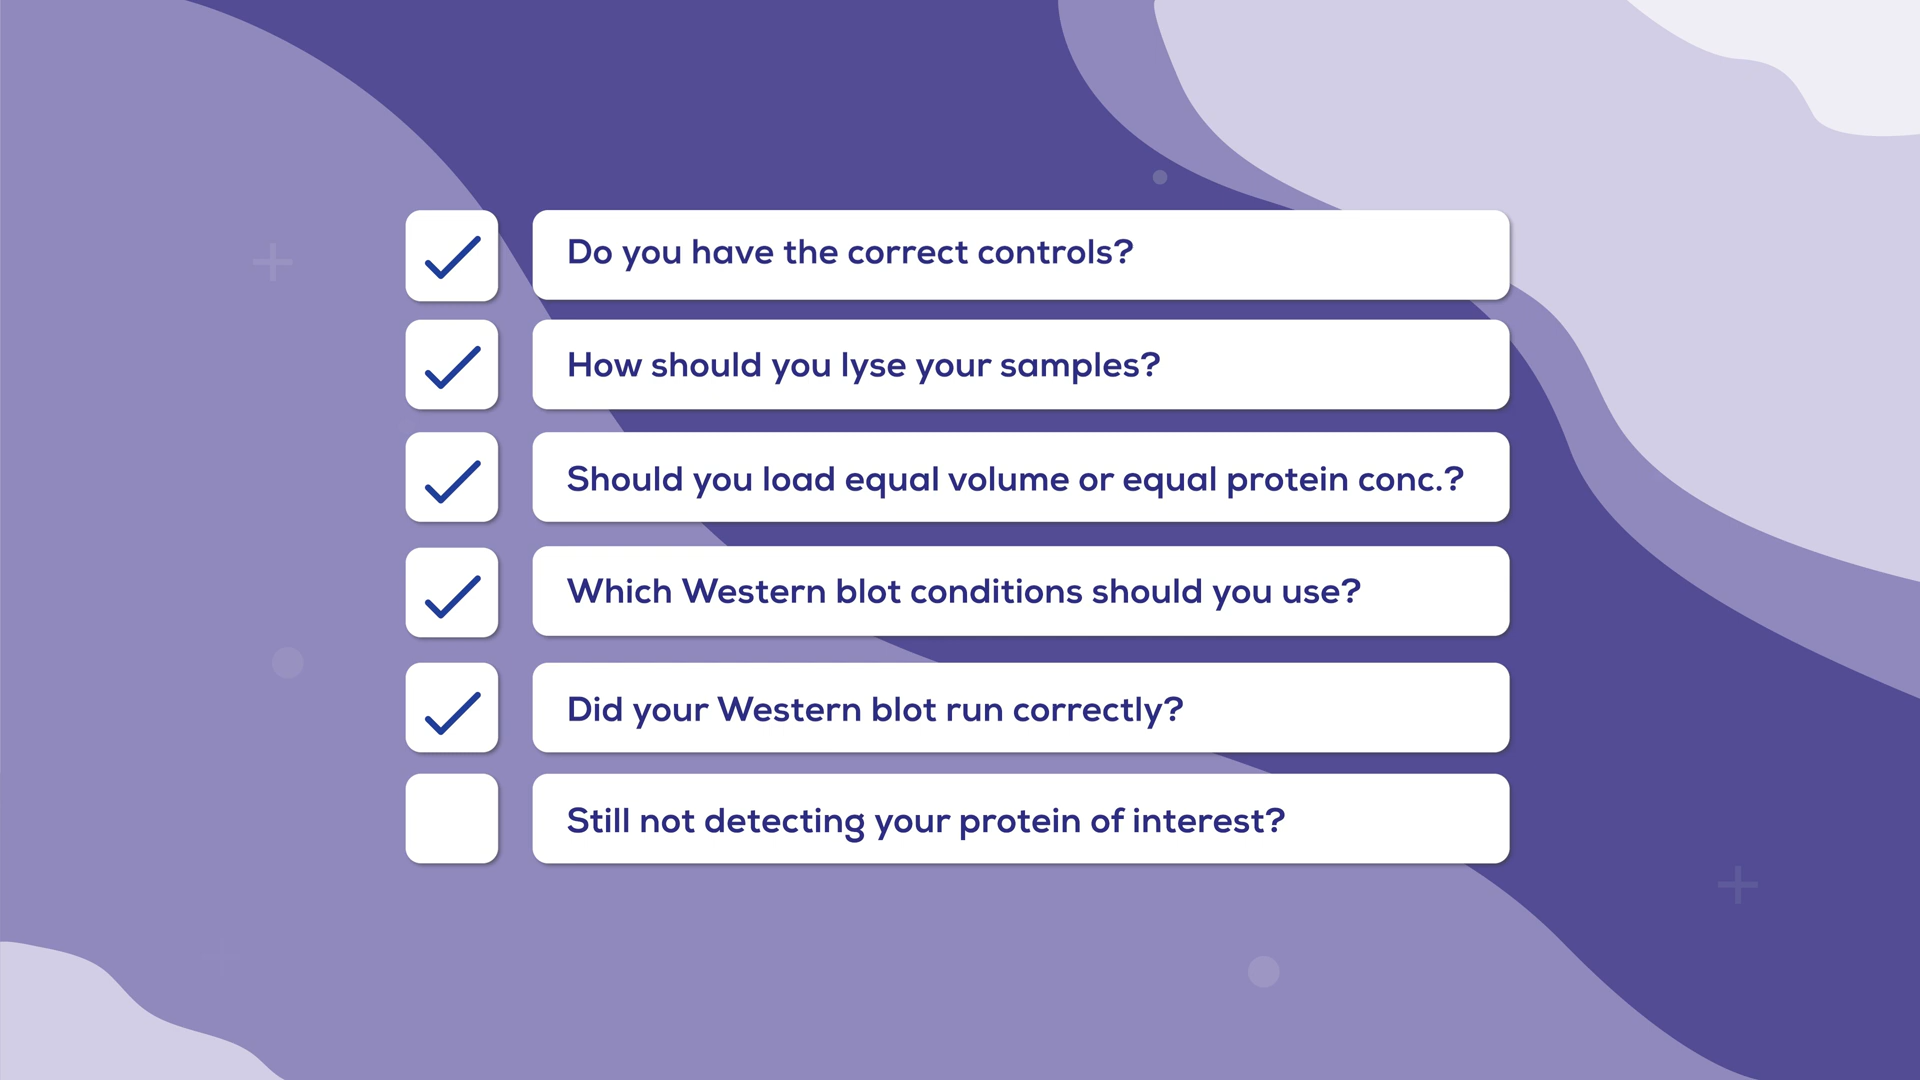 Do you have the correct controls?
How should you lyse your samples?
Should you load equal volume or equal protein conc.?
Which Western blot conditions should you use?
Did your Western blot run correctly?
Still not detecting your protein of interest?